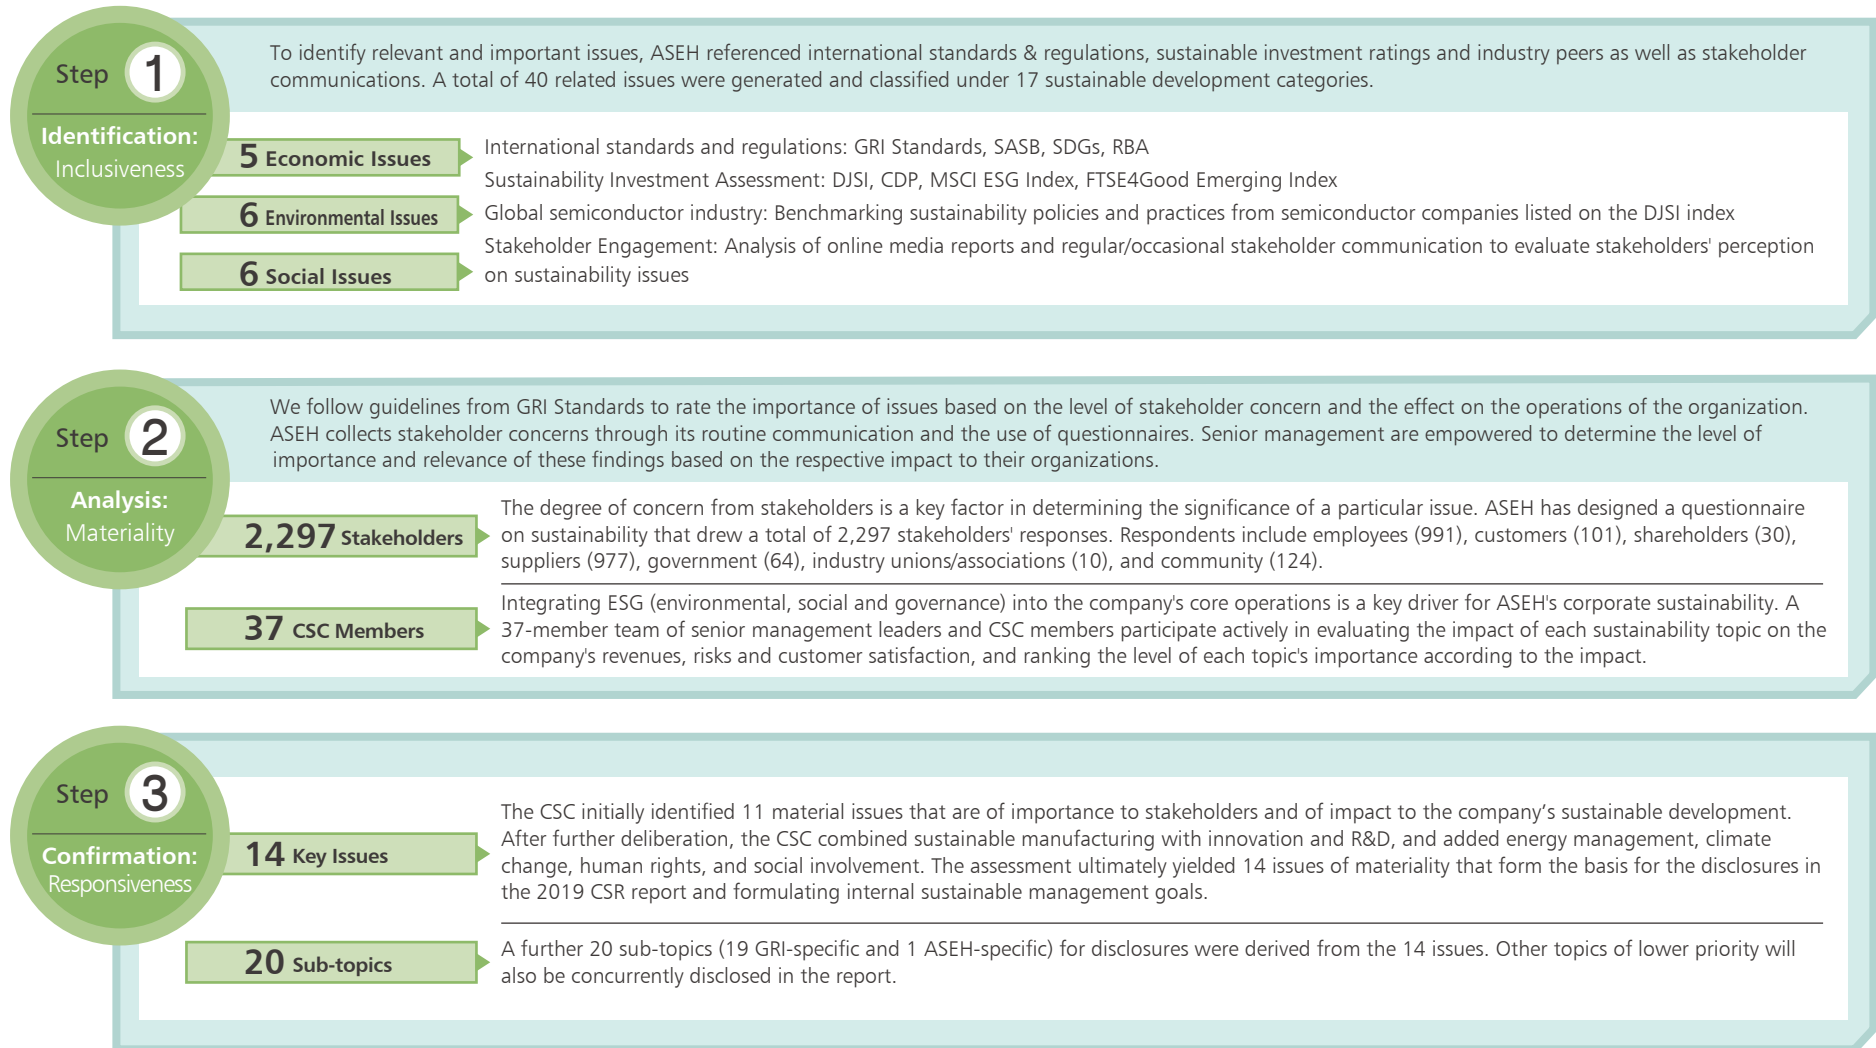 Step 1
Identification:
Inclusiveness
To identify relevant and important issues, ASEH referenced international standards & regulations, sustainable investment ratings and industry peers as well as stakeholder
communications. A total of 40 related issues were generated and classified under 17 sustainable development categories.
5 Economic Issues
6 Environmental Issues
6 Social Issues
International standards and regulations: GRI Standards, SASB, SDGs, RBA
Sustainability Investment Assessment: DJSI, CDP, MSCI ESG Index, FTSE4Good Emerging Index
Global semiconductor industry: Benchmarking sustainability policies and practices from semiconductor companies listed on the DJSI index
Stakeholder Engagement: Analysis of online media reports and regular/occasional stakeholder communication to evaluate stakeholders' perception
on sustainability issues
Step 2
Analysis:
Materiality
We follow guidelines from GRI Standards to rate the importance of issues based on the level of stakeholder concern and the effect on the operations of the organization.
ASEH collects stakeholder concerns through its routine communication and the use of questionnaires. Senior management are empowered to determine the level of
importance and relevance of these findings based on the respective impact to their organizations.
2,297 Stakeholders
The degree of concern from stakeholders is a key factor in determining the significance of a particular issue. ASEH has designed a questionnaire
on sustainability that drew a total of 2,297 stakeholders' responses. Respondents include employees (991), customers (101), shareholders (30),
suppliers (977), government (64), industry unions/associations (10), and community (124).
37 CSC Members
Integrating ESG (environmental, social and governance) into the company's core operations is a key driver for ASEH's corporate sustainability. A
37-member team of senior management leaders and CSC members participate actively in evaluating the impact of each sustainability topic on the
company's revenues, risks and customer satisfaction, and ranking the level of each topic's importance according to the impact.
Step 3
Confirmation:
Responsiveness
14 Key Issues
The CSC initially identified 11 material issues that are of importance to stakeholders and of impact to the company's sustainable development.
After further deliberation, the CSC combined sustainable manufacturing with innovation and R&D, and added energy management, climate
change, human rights, and social involvement. The assessment ultimately yielded 14 issues of materiality that form the basis for the disclosures in
the 2019 CSR report and formulating internal sustainable management goals.
20 Sub-topics
A further 20 sub-topics (19 GRI-specific and 1 ASEH-specific) for disclosures were derived from the 14 issues. Other topics of lower priority will
also be concurrently disclosed in the report.